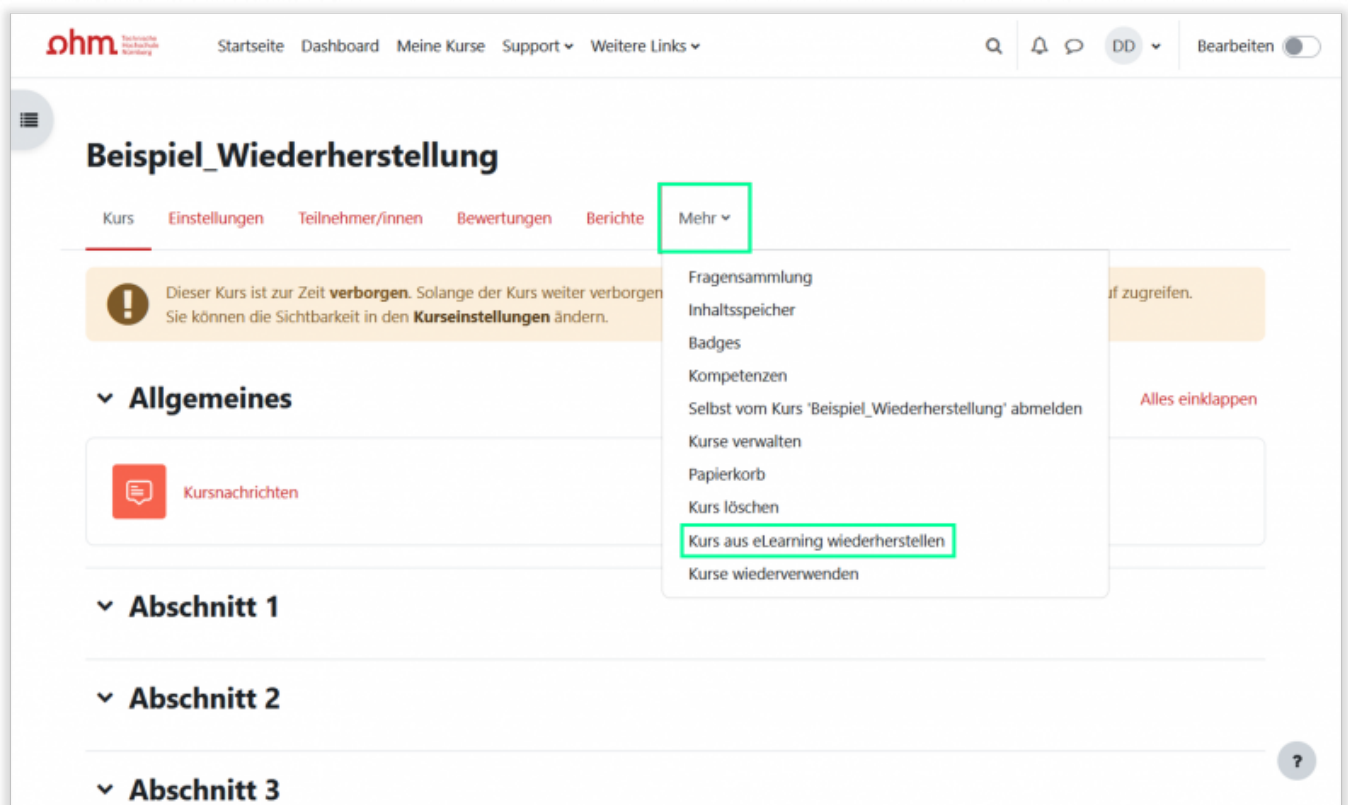 ohm Technische Hochschule Nürnberg
Startseite Dashboard Meine Kurse Support Weitere Links DD Bearbeiten
Beispiel_Wiederherstellung
Kurs Einstellungen Teilnehmer/innen Bewertungen Berichte Mehr
Dieser Kurs ist zur Zeit verborgen. Solange der Kurs weiter verborgen uf zugreifen.
Sie können die Sichtbarkeit in den Kurseinstellungen ändern.
Fragensammlung
Inhaltsspeicher
Badges
Kompetenzen
Selbst vom Kurs 'Beispiel_Wiederherstellung' abmelden
Kurse verwalten
Papierkorb
Kurs löschen
Kurs aus eLearning wiederherstellen
Kurse wiederverwenden
Allgemeines
Alles einklappen
Kursnachrichten
Abschnitt 1
Abschnitt 2
Abschnitt 3
?